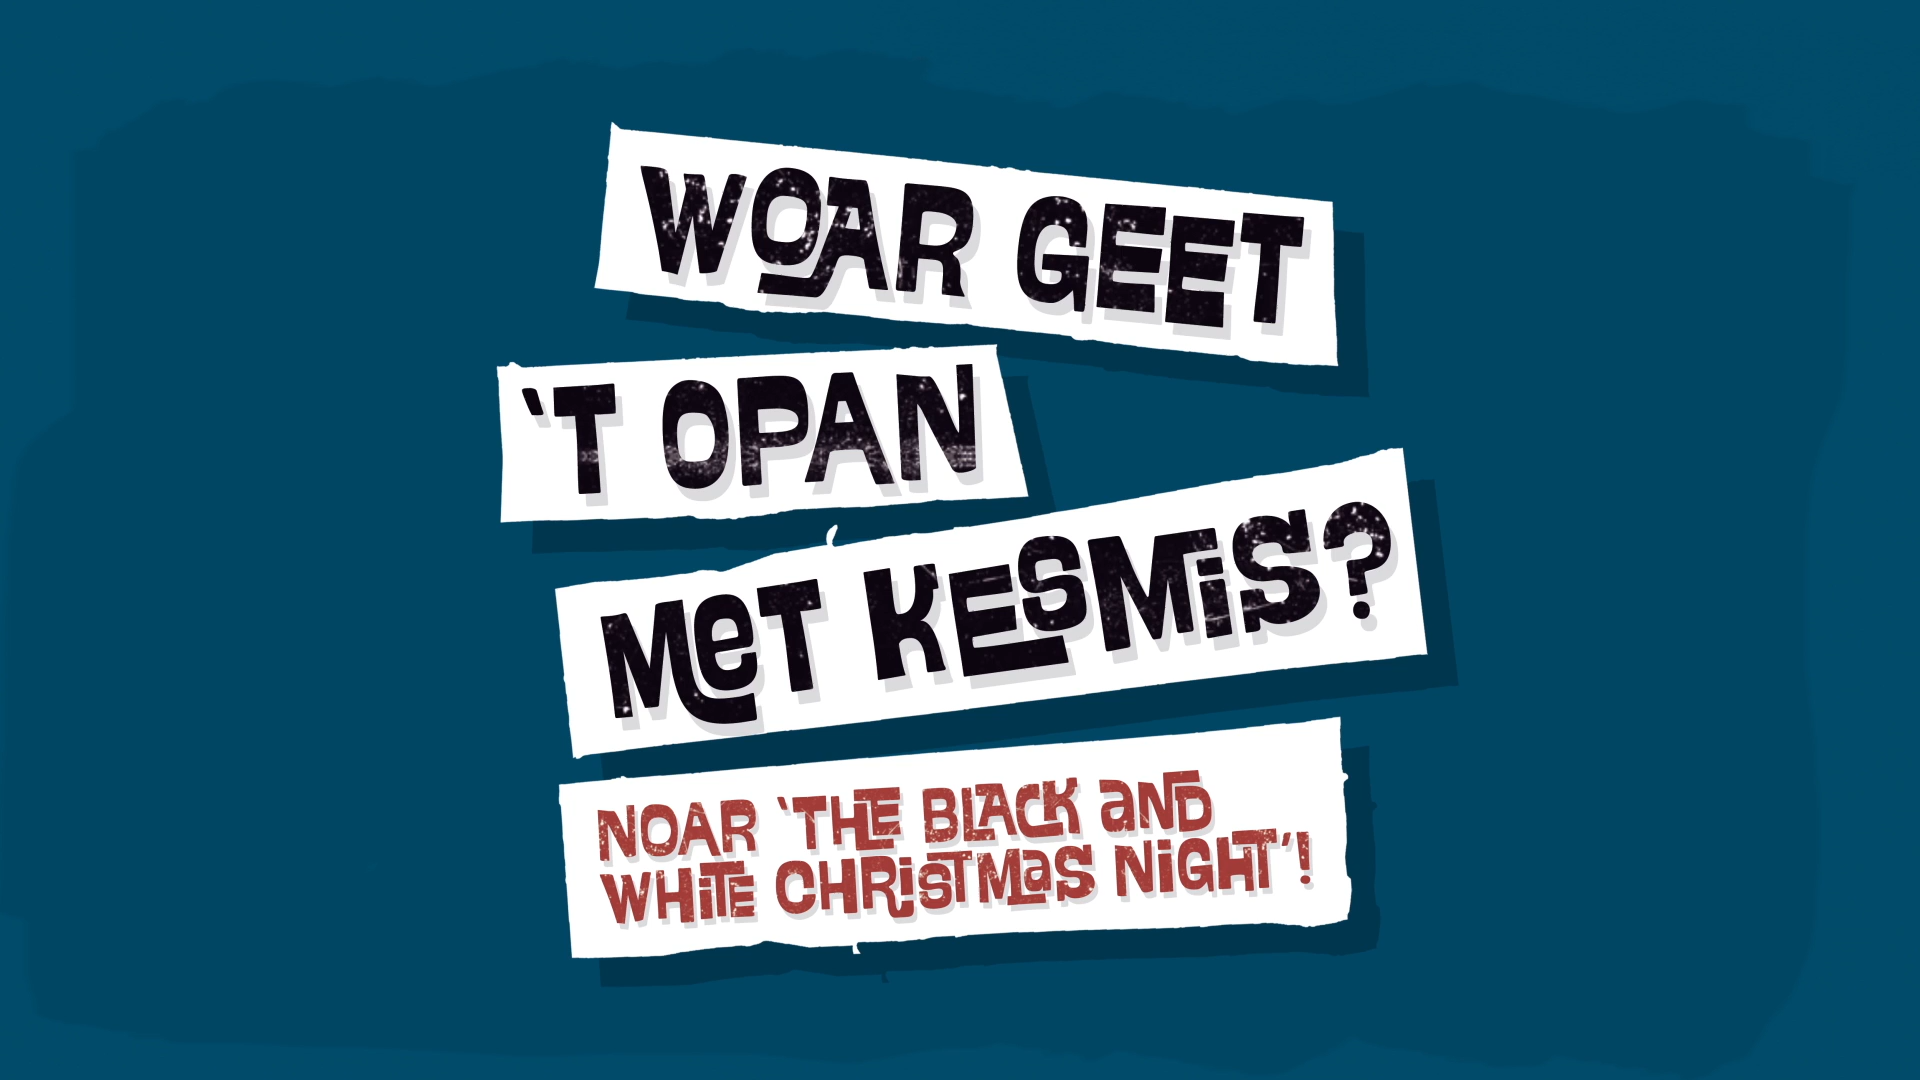 WOAR GEET
'T OPAN
MeT KESMiS?
NOAR 'THE BLACK aND
WHiTE CHRiSTMaS NiGHT'!